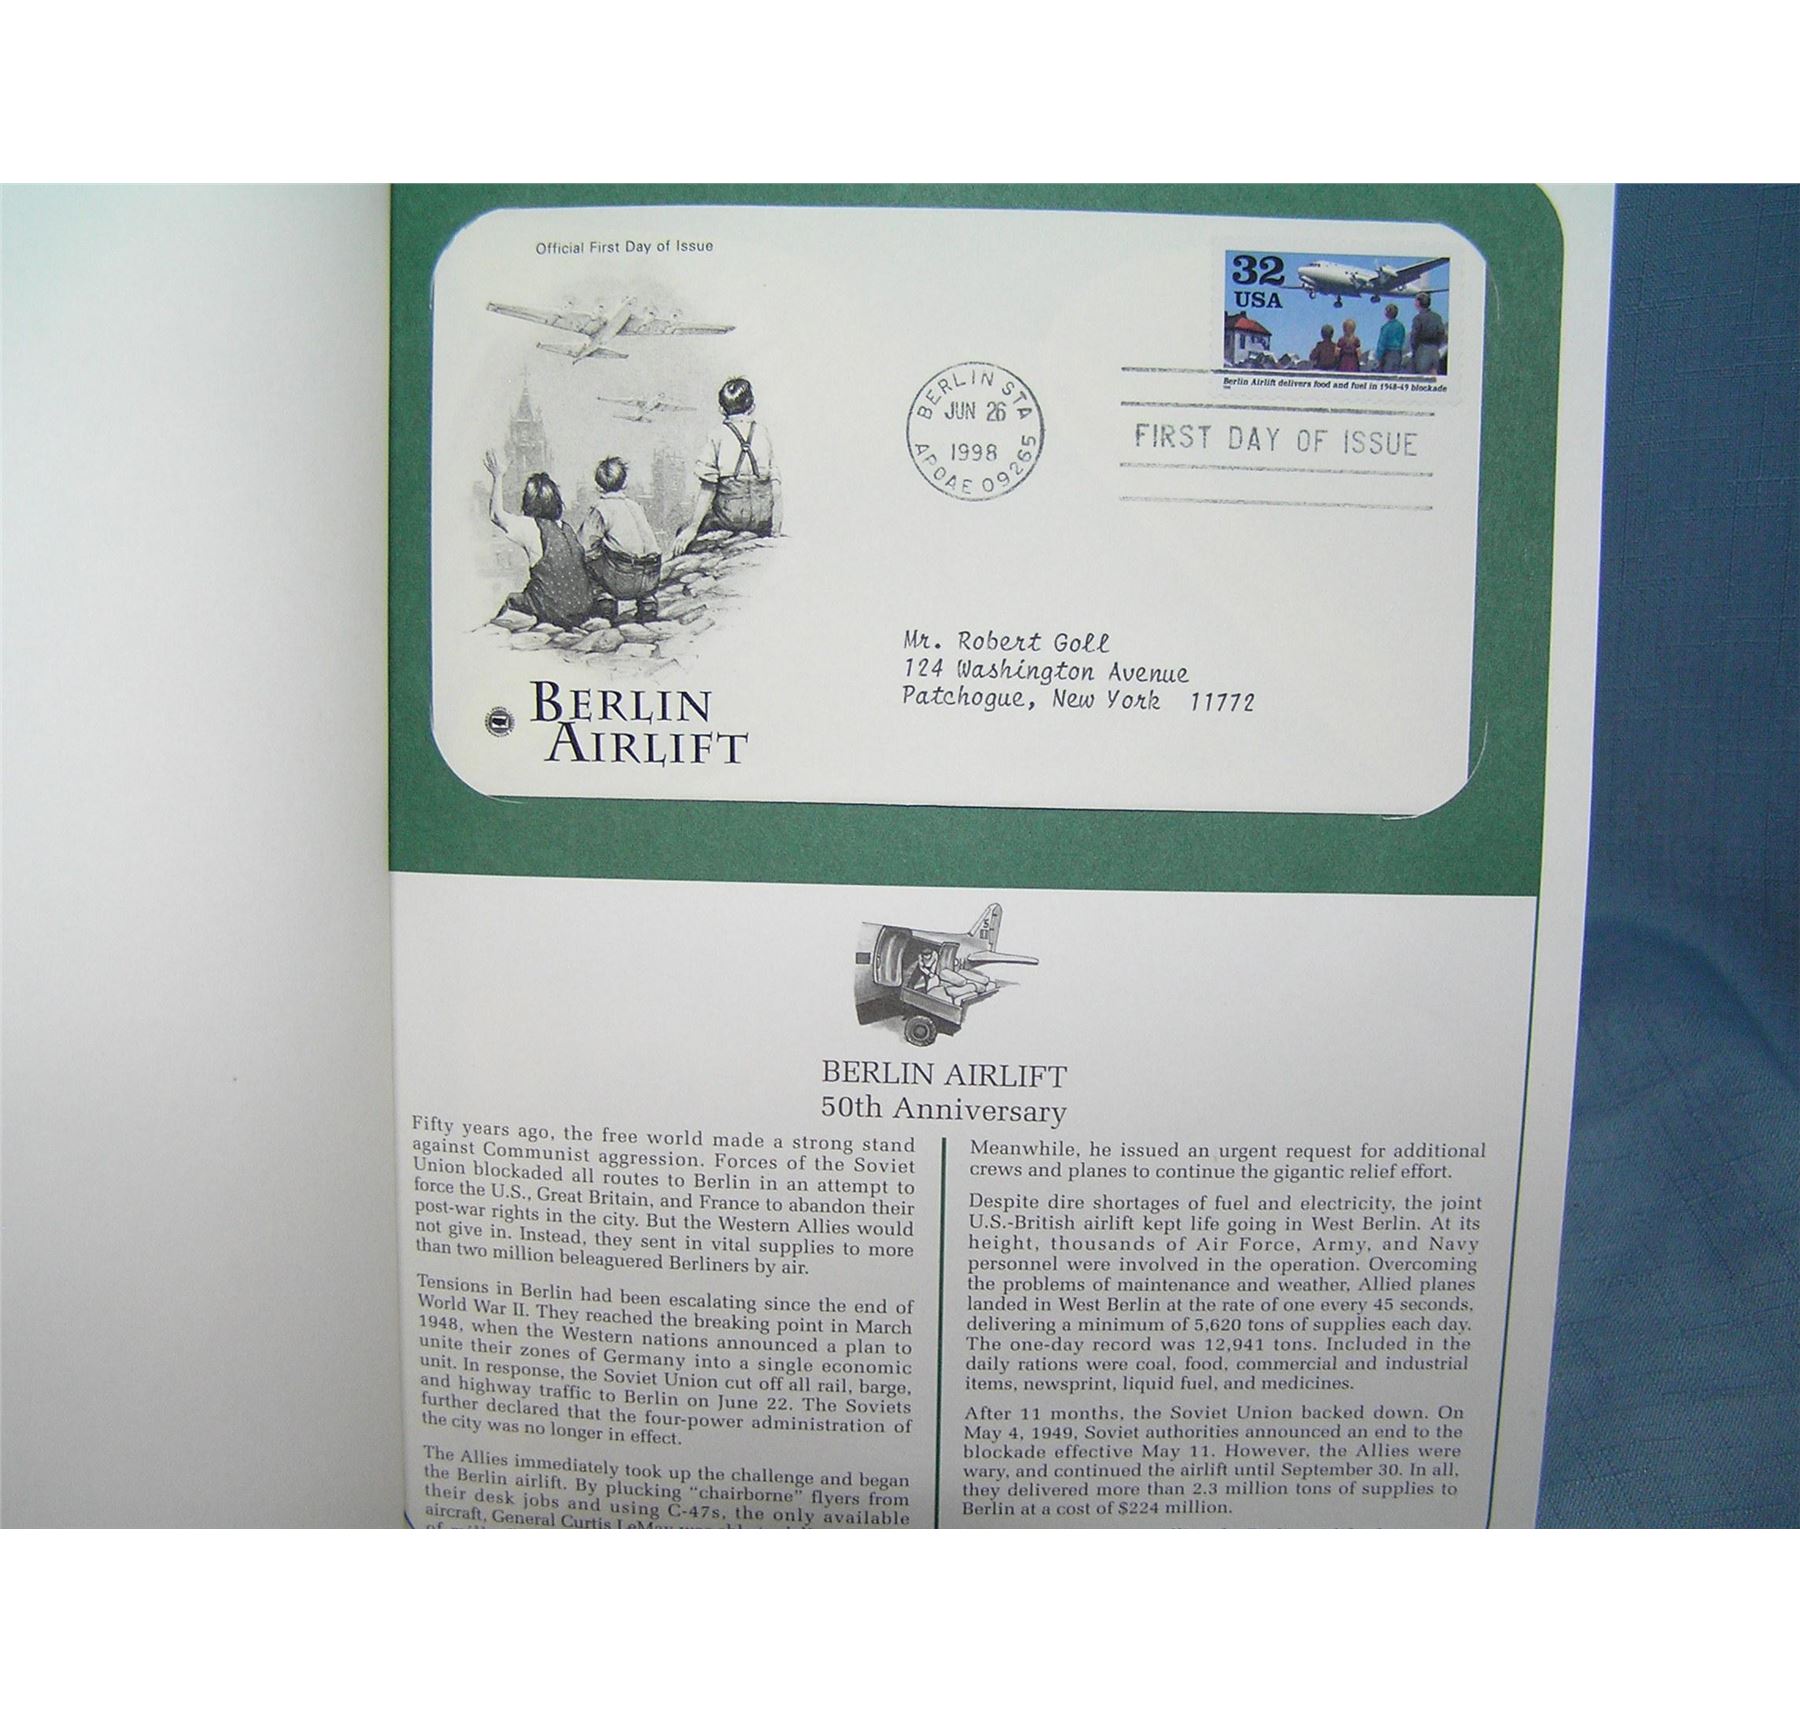 Official First Day of Issue
32
USA
Berlin Airlift delivers food and fuel in 1948-49 blockade
BERLIN STA
JUN 26
1998
APOAE 09265
FIRST DAY OF ISSUE
Mr. Robert Goll
124 Washington Avenue
Patchogue, New York 11772
BERLIN
AIRLIFT
BERLIN AIRLIFT
50th Anniversary
Fifty years ago, the free world made a strong stand
against Communist aggression. Forces of the Soviet
Union blockaded all routes to Berlin in an attempt to
force the U.S., Great Britain, and France to abandon their
post-war rights in the city. But the Western Allies would
not give in. Instead, they sent in vital supplies to more
than two million beleaguered Berliners by air.
Tensions in Berlin had been escalating since the end of
World War II. They reached the breaking point in March
1948, when the Western nations announced a plan to
unite their zones of Germany into a single economic
unit. In response, the Soviet Union cut off all rail, barge,
and highway traffic to Berlin on June 22. The Soviets
further declared that the four-power administration of
the city was no longer in effect.
The Allies immediately took up the challenge and began
the Berlin airlift. By plucking "chairborne" flyers from
their desk jobs and using C-47s, the only available
aircraft, General Curtis LeMay was able
Meanwhile, he issued an urgent request for additional
crews and planes to continue the gigantic relief effort.
Despite dire shortages of fuel and electricity, the joint
U.S.-British airlift kept life going in West Berlin. At its
height, thousands of Air Force, Army, and Navy
personnel were involved in the operation. Overcoming
the problems of maintenance and weather, Allied planes
landed in West Berlin at the rate of one every 45 seconds,
delivering a minimum of 5,620 tons of supplies each day.
The one-day record was 12,941 tons. Included in the
daily rations were coal, food, commercial and industrial
items, newsprint, liquid fuel, and medicines.
After 11 months, the Soviet Union backed down. On
May 4, 1949, Soviet authorities announced an end to the
blockade effective May 11. However, the Allies were
wary, and continued the airlift until September 30. In all,
they delivered more than 2.3 million tons of supplies to
Berlin at a cost of $224 million.